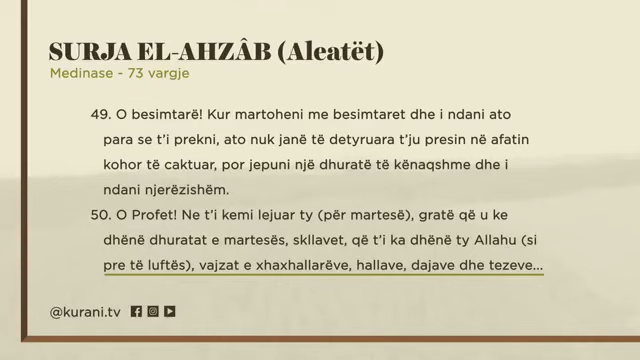 SURJA EL-AHZÂB (Aleatët)
Medinase - 73 vargje
49. O besimtarë! Kur martoheni me besimtaret dhe i ndani ato
para se t'i prekni, ato nuk janë të detyruara t'ju presin në afatin
kohor të caktuar, por jepuni një dhuratë të kënaqshme dhe i
ndani njerëzishëm.
50. O Profet! Ne t'i kemi lejuar ty (për martesë), gratë që u ke
dhënë dhuratat e martesës, skllavet, që t'i ka dhënë ty Allahu (si
pre të luftës), vajzat e xhaxhallarëve, hallave, dajave dhe tezeve...
@kurani.tv